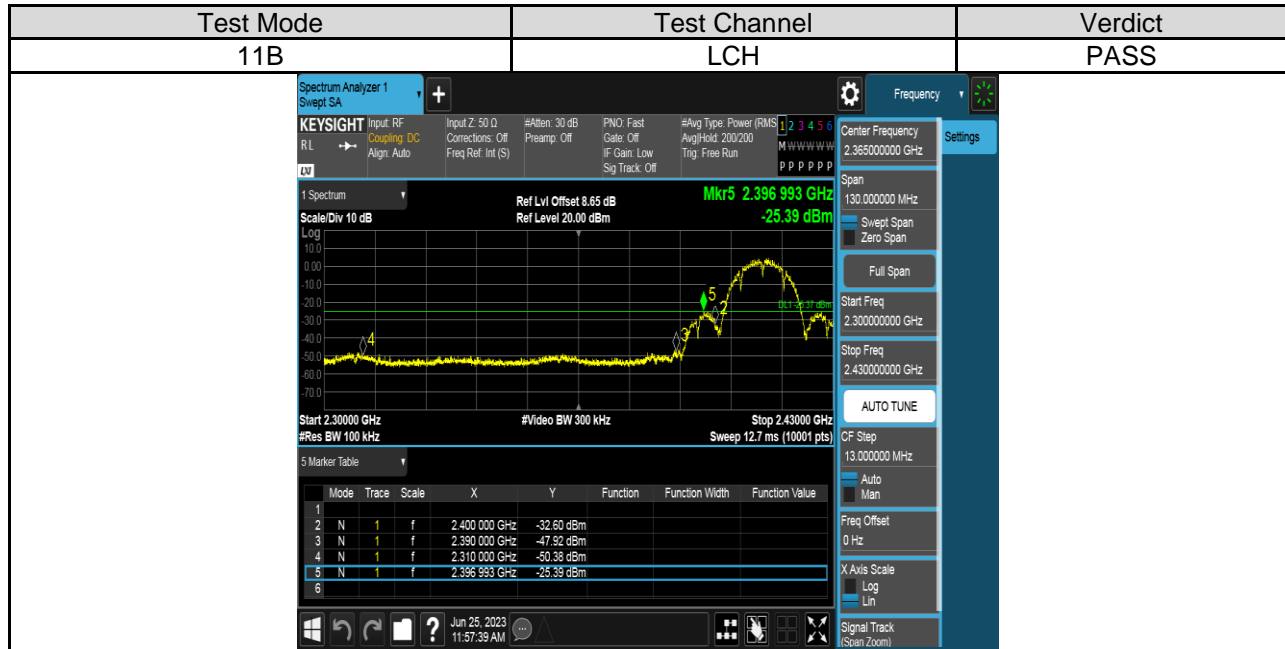 Test Mode Test Channel Verdict
11B LCH PASS
Spectrum Analyzer 1
Swept SA
+
Frequency
KEYSIGHT
RL
LXI
Input: RF
Coupling: DC
Align: Auto
Input Z: 50 Ω
Corrections: Off
Freq Ref: Int (S)
#Atten: 30 dB
Preamp: Off
PNO: Fast
Gate: Off
IF Gain: Low
Sig Track: Off
#Avg Type: Power (RMS
Avg|Hold: 200/200
Trig: Free Run
1 2 3 4 5 6
M W W W W W
P P P P P P
1 Spectrum
Scale/Div 10 dB
Ref Lvl Offset 8.65 dB
Ref Level 20.00 dBm
Mkr5 2.396 993 GHz
-25.39 dBm
Log
10.0
0.00
-10.0
-20.0
-30.0
-40.0
-50.0
-60.0
-70.0
5
2
3
4
DL1 -25.37 dBm
Start 2.30000 GHz #Video BW 300 kHz Stop 2.43000 GHz
#Res BW 100 kHz Sweep 12.7 ms (10001 pts)
5 Marker Table
Mode Trace Scale X Y Function Function Width Function Value
1
2 N 1 f 2.400 000 GHz -32.60 dBm
3 N 1 f 2.390 000 GHz -47.92 dBm
4 N 1 f 2.310 000 GHz -50.38 dBm
5 N 1 f 2.396 993 GHz -25.39 dBm
6
?
Jun 25, 2023
11:57:39 AM
Settings
Center Frequency
2.365000000 GHz
Span
130.000000 MHz
Swept Span
Zero Span
Full Span
Start Freq
2.300000000 GHz
Stop Freq
2.430000000 GHz
AUTO TUNE
CF Step
13.000000 MHz
Auto
Man
Freq Offset
0 Hz
X Axis Scale
Log
Lin
Signal Track
(Span Zoom)